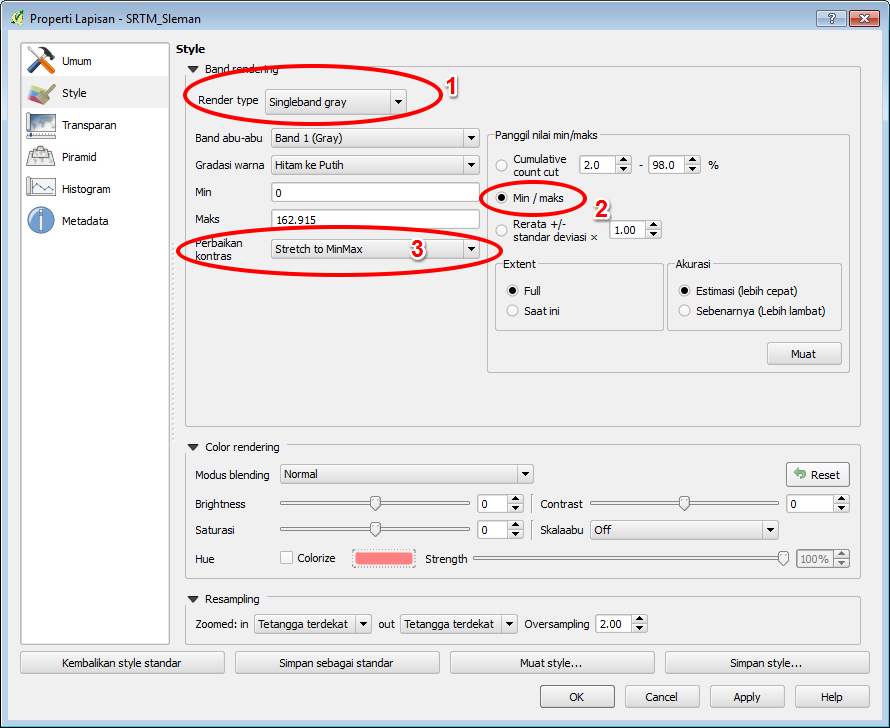 Properti Lapisan - SRTM_Sleman
Umum
Style
Transparan
Piramid
Histogram
Metadata
Style
Band rendering
Render type Singleband gray
1
Band abu-abu Band 1 (Gray)
Gradasi warna Hitam ke Putih
Min 0
Maks 162.915
Perbaikan
kontras
Stretch to MinMax
3
Panggil nilai min/maks
Cumulative
count cut
2.0 - 98.0 %
Min / maks
2
Rerata +/-
standar deviasi × 1.00
Extent
Full
Saat ini
Akurasi
Estimasi (lebih cepat)
Sebenarnya (Lebih lambat)
Muat
Color rendering
Modus blending Normal
Reset
Brightness 0 Contrast 0
Saturasi 0 Skalaabu Off
Hue Colorize Strength 100%
Resampling
Zoomed: in Tetangga terdekat out Tetangga terdekat Oversampling 2.00
Kembalikan style standar Simpan sebagai standar Muat style... Simpan style...
OK Cancel Apply Help